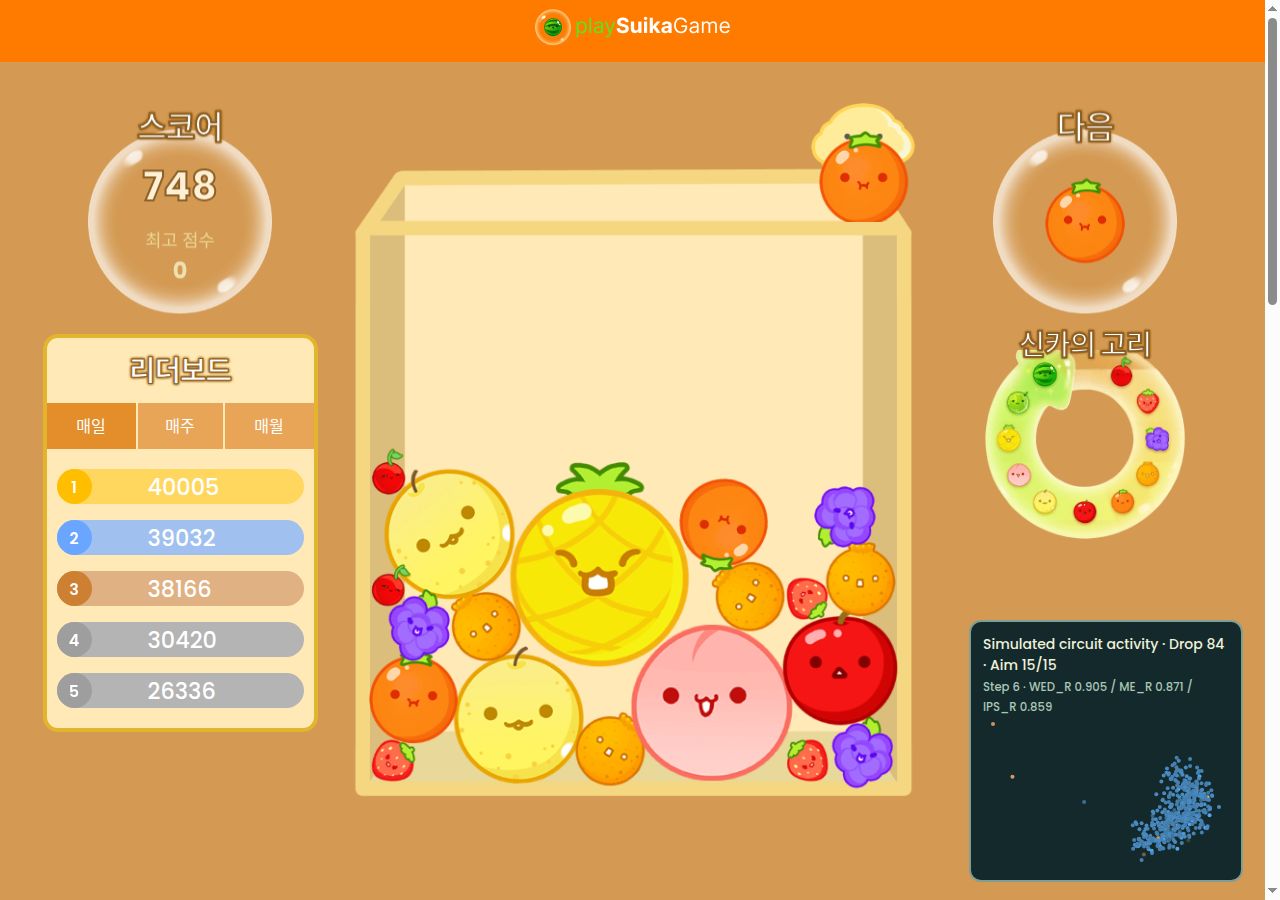 playSuikaGame
스코어
748
최고 점수
0
리더보드
매일 매주 매월
1 40005
2 39032
3 38166
4 30420
5 26336
다음
신카의 고리
Simulated circuit activity · Drop 84
· Aim 15/15
Step 6 · WED_R 0.905 / ME_R 0.871 /
IPS_R 0.859